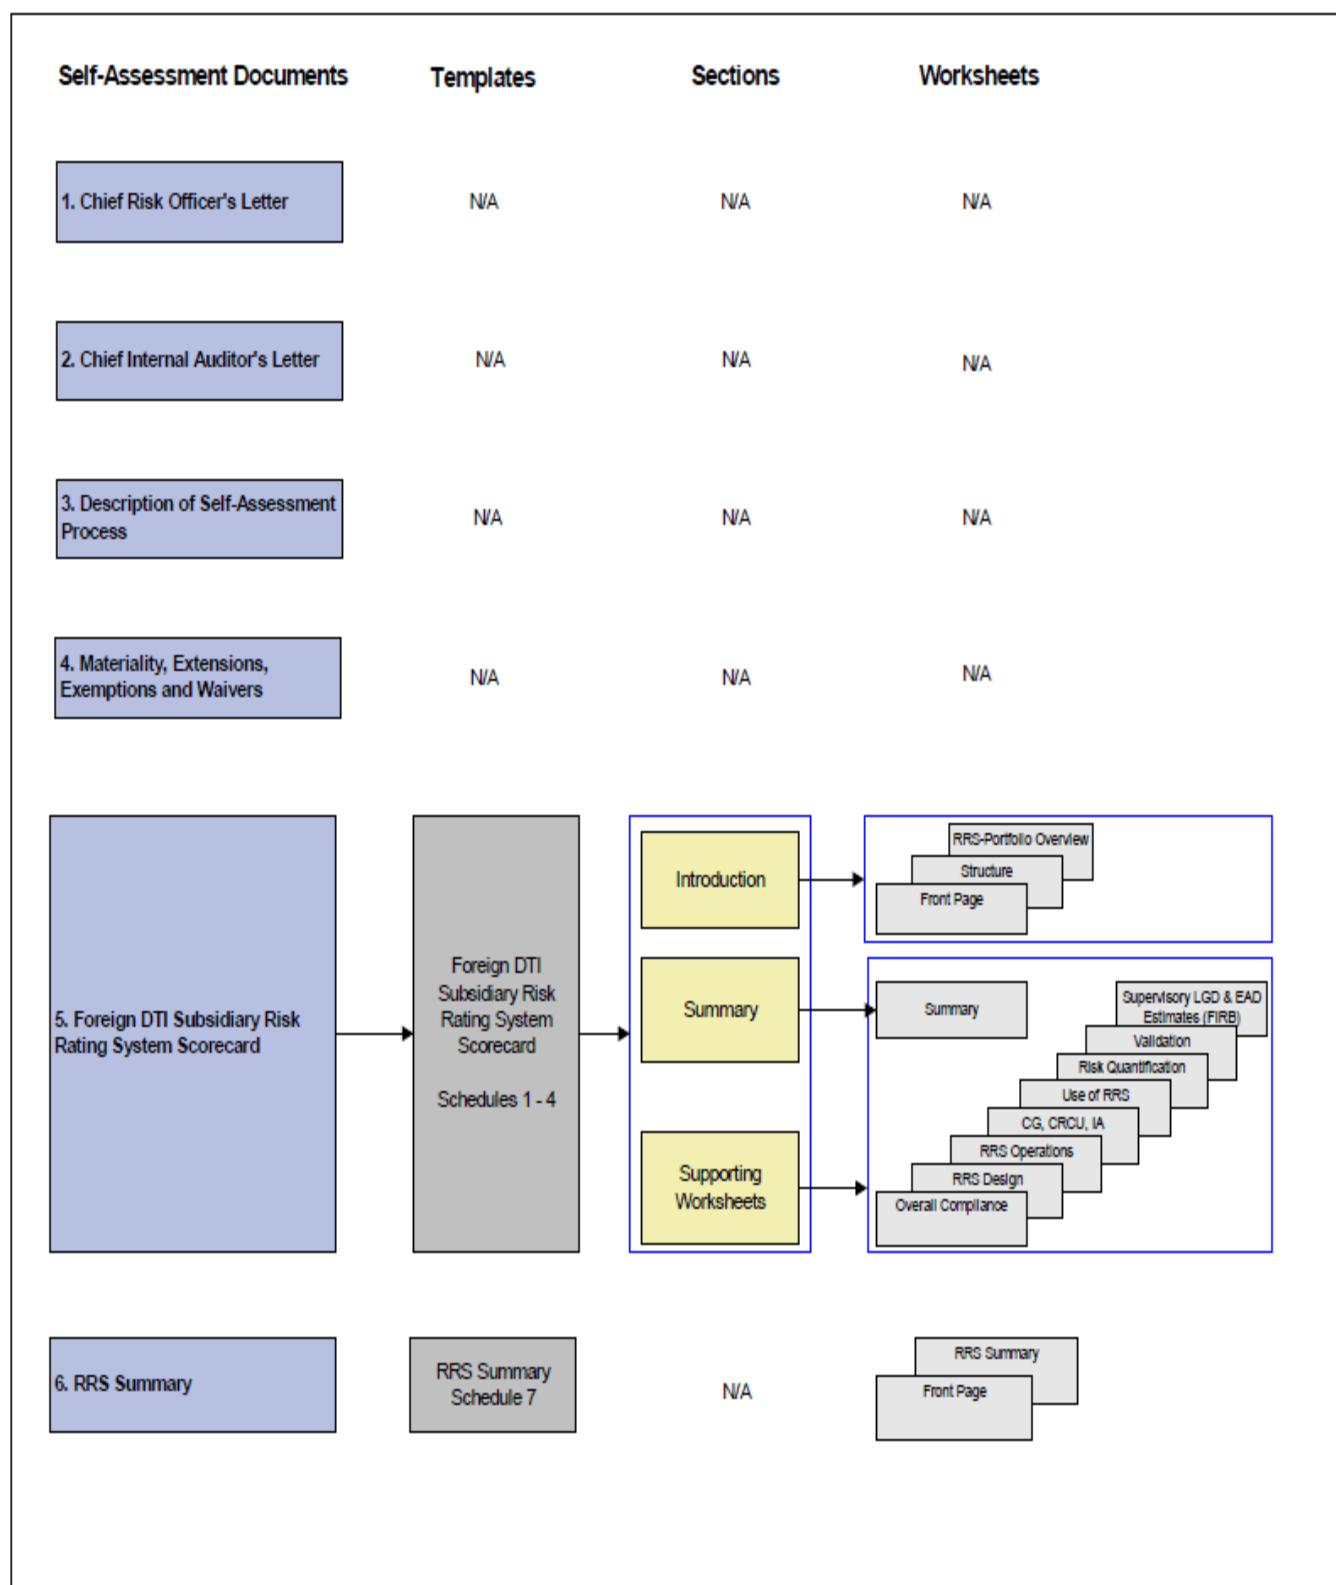 Self-Assessment Documents
Templates
Sections
Worksheets
1. Chief Risk Officer's Letter
N/A
N/A
N/A
2. Chief Internal Auditor's Letter
N/A
N/A
N/A
3. Description of Self-Assessment
Process
N/A
N/A
N/A
4. Materiality, Extensions,
Exemptions and Waivers
N/A
N/A
N/A
5. Foreign DTI Subsidiary Risk
Rating System Scorecard
Foreign DTI
Subsidiary Risk
Rating System
Scorecard
Schedules 1 - 4
Introduction
RRS-Portfolio Overview
Structure
Front Page
Summary
Summary
Supporting
Worksheets
Supervisory LGD & EAD
Estimates (FIRB)
Validation
Risk Quantification
Use of RRS
CG, CRCU, IA
RRS Operations
RRS Design
Overall Compliance
6. RRS Summary
RRS Summary
Schedule 7
N/A
RRS Summary
Front Page